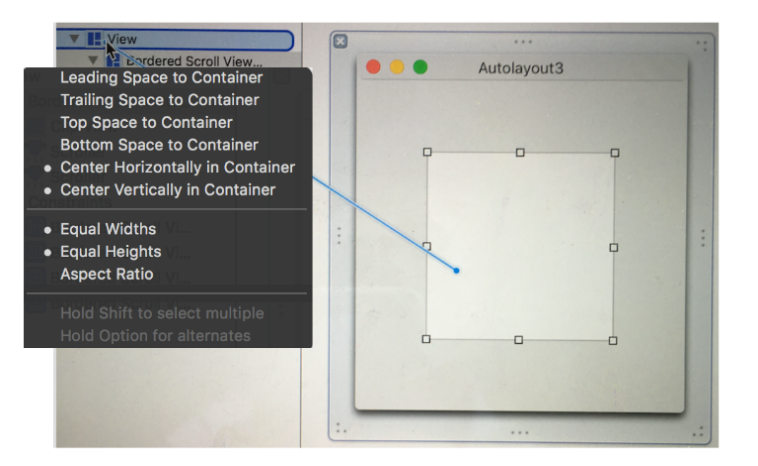 View
Bordered Scroll View...
Autolayout3
Leading Space to Container
Trailing Space to Container
Top Space to Container
Bottom Space to Container
• Center Horizontally in Container
• Center Vertically in Container
• Equal Widths
• Equal Heights
Aspect Ratio
Hold Shift to select multiple
Hold Option for alternates